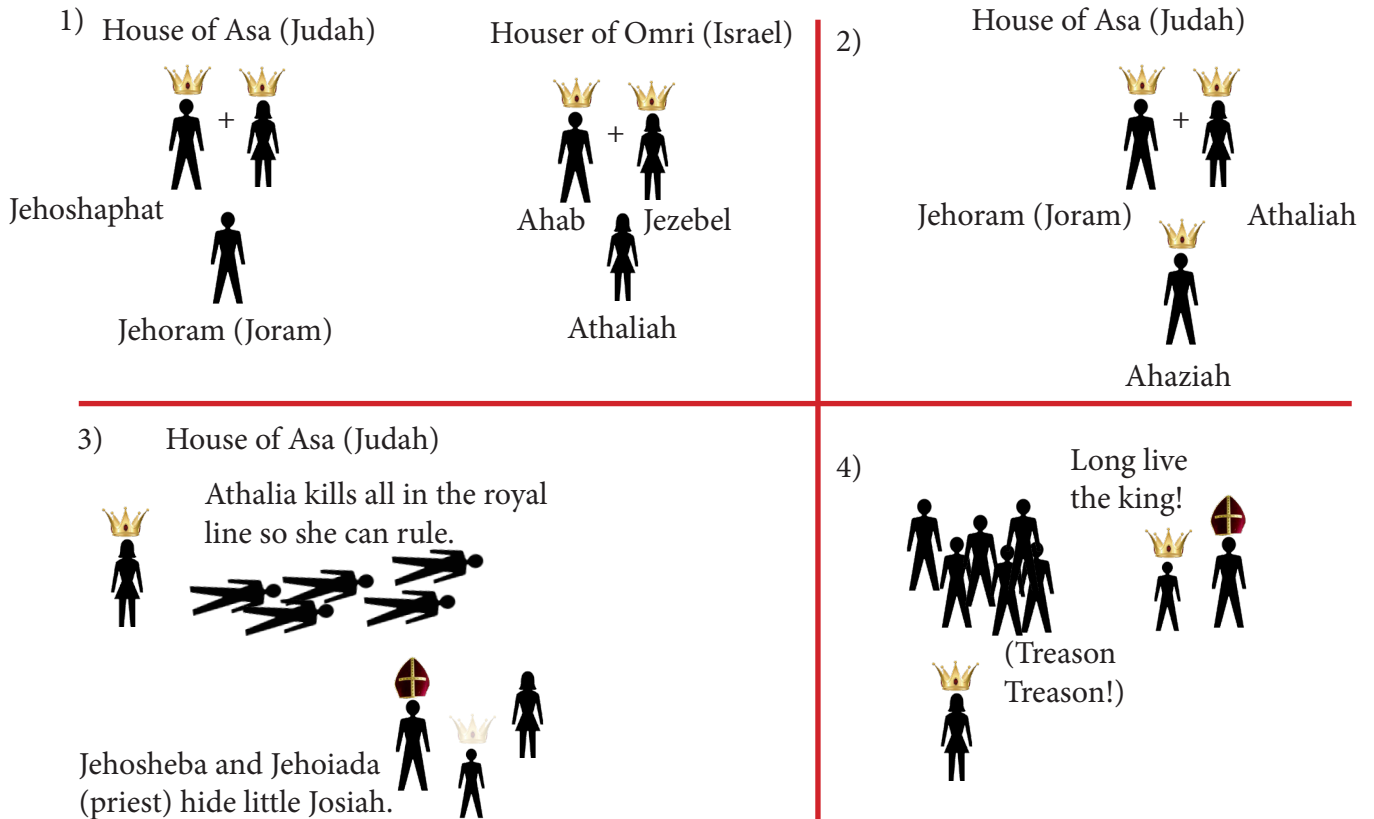 1) House of Asa (Judah)
Houser of Omri (Israel)
+
+
Jehoshaphat
Ahab
Jezebel
Jehoram (Joram)
Athaliah
2)
House of Asa (Judah)
+
Jehoram (Joram)
Athaliah
Ahaziah
3) House of Asa (Judah)
Athalia kills all in the royal
line so she can rule.
Jehosheba and Jehoiada
(priest) hide little Josiah.
4)
Long live
the king!
(Treason
Treason!)